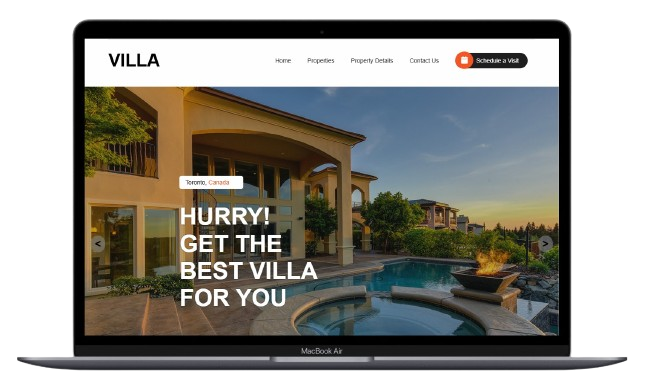 VILLA
Home Properties Property Details Contact Us Schedule a Visit
Toronto, Canada
HURRY!
GET THE
BEST VILLA
FOR YOU
< >
MacBook Air